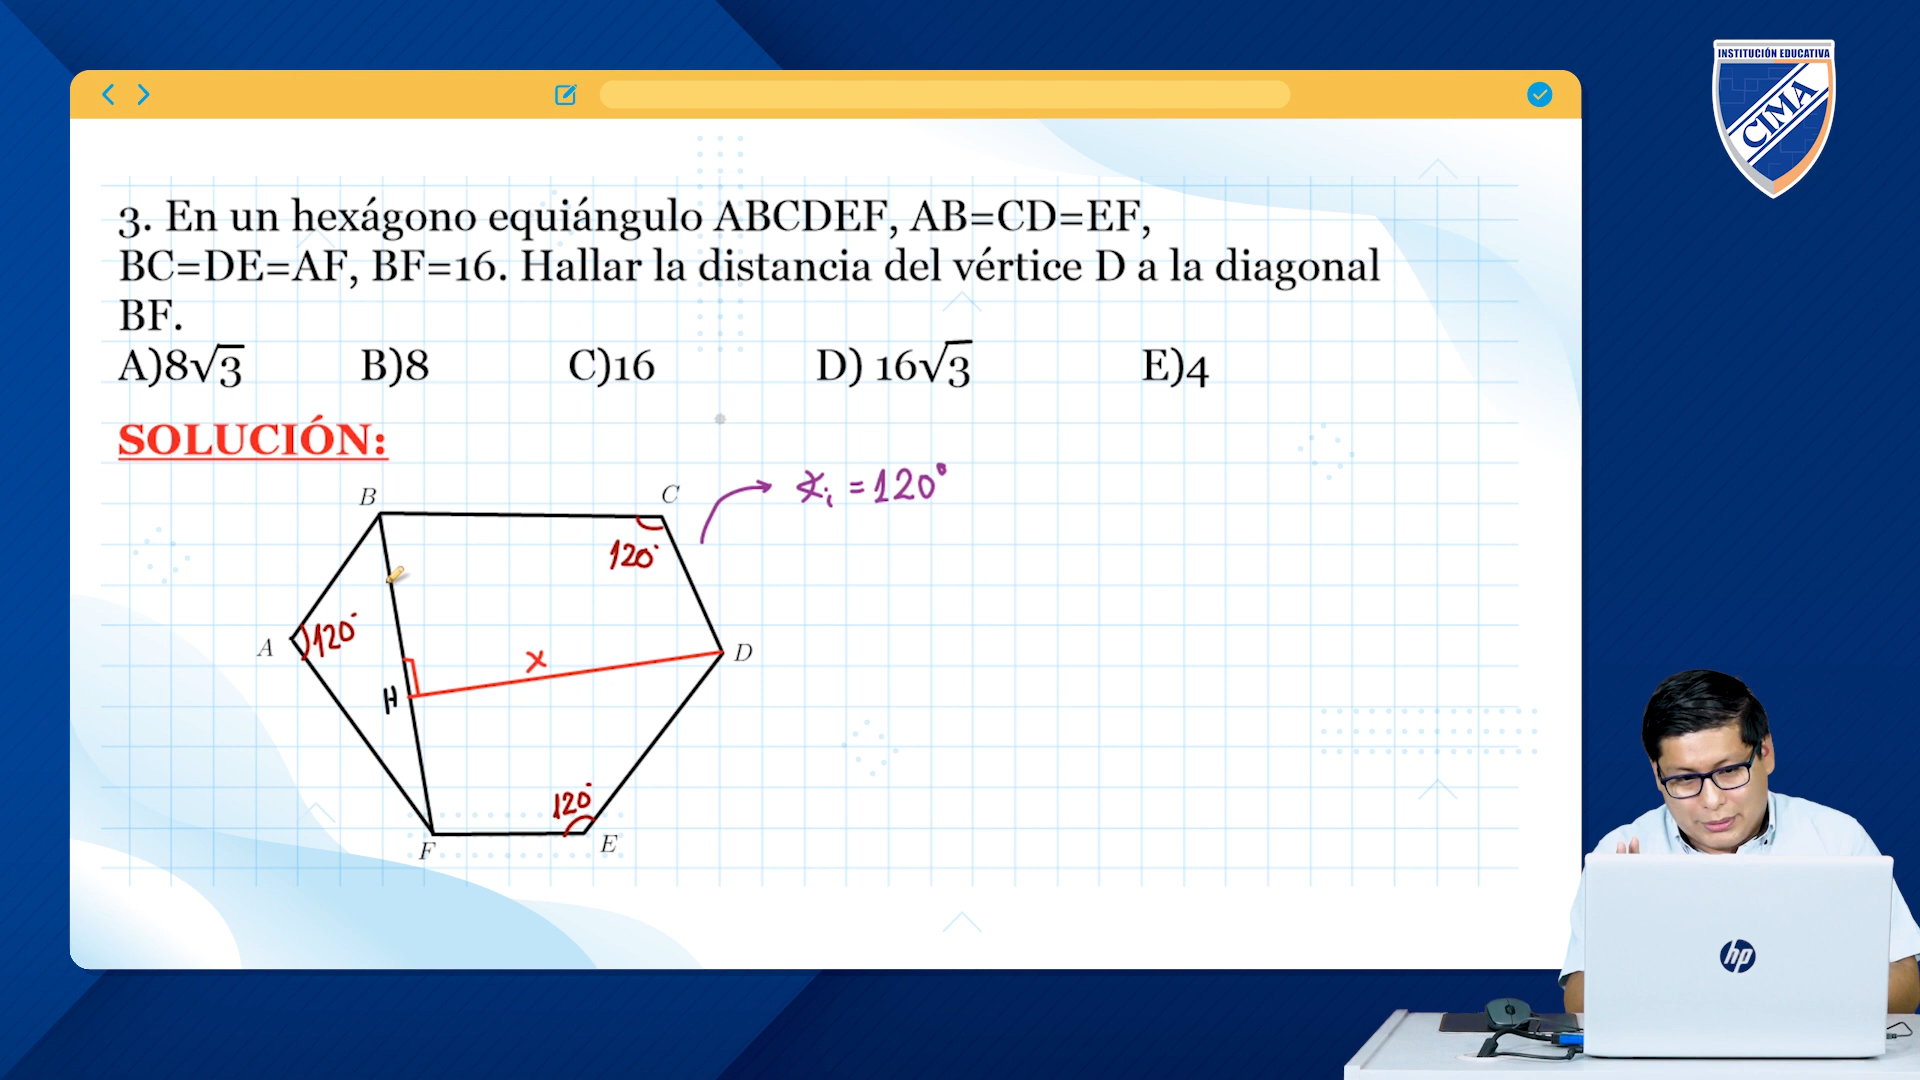 INSTITUCIÓN EDUCATIVA
CIMA
3. En un hexágono equiángulo ABCDEF, AB=CD=EF,
BC=DE=AF, BF=16. Hallar la distancia del vértice D a la diagonal
BF.
A)8√3 B)8 C)16 D) 16√3 E)4
SOLUCIÓN:
B C
∡i = 120°
120°
A 120°
x
D
H
120°
F E
hp